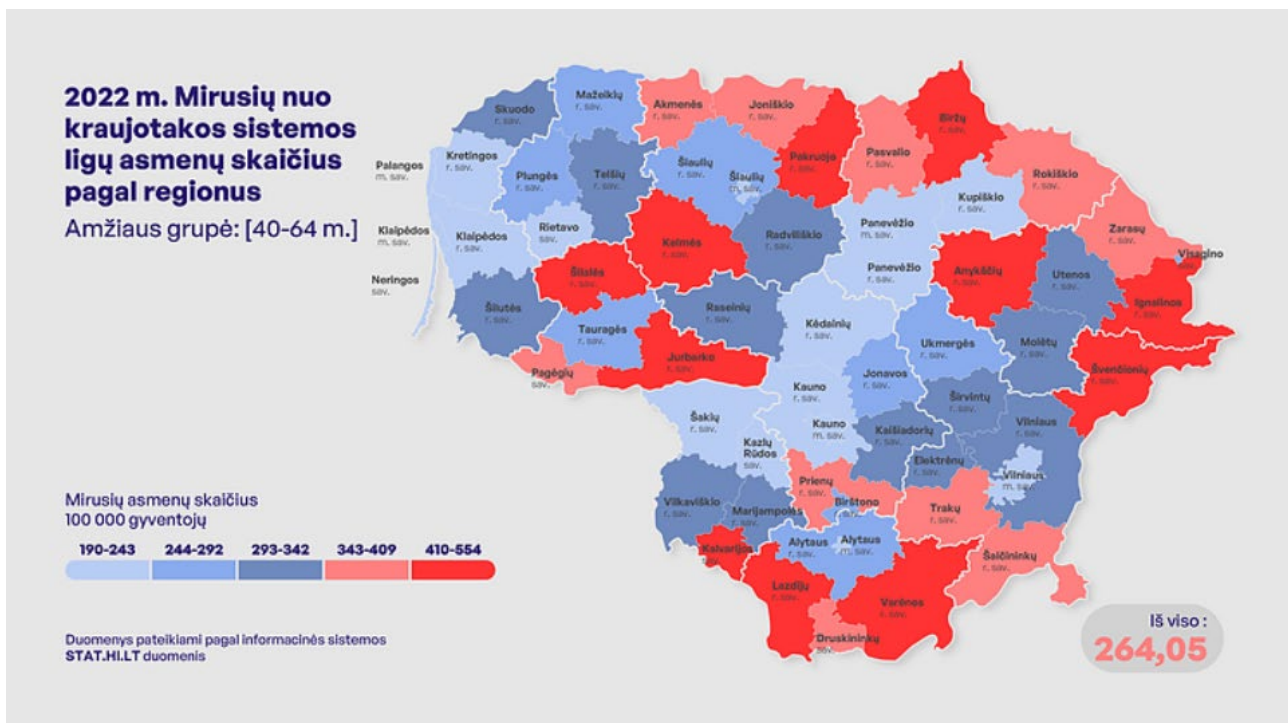 2022 m. Mirusių nuo
kraujotakos sistemos
ligų asmenų skaičius
pagal regionus
Amžiaus grupė: [40-64 m.]
Skuodo
r. sav.
Mažeikių
r. sav.
Akmenės
r. sav.
Joniškio
r. sav.
Pakruojo
r. sav.
Pasvalio
r. sav.
Biržų
r. sav.
Rokiškio
r. sav.
Palangos
m. sav.
Kretingos
r. sav.
Plungės
r. sav.
Telšių
r. sav.
Šiaulių
r. sav.
Šiaulių
m. sav.
Kupiškio
r. sav.
Zarasų
r. sav.
Klaipėdos
m. sav.
Klaipėdos
r. sav.
Rietavo
sav.
Kelmės
r. sav.
Radviliškio
r. sav.
Panevėžio
m. sav.
Panevėžio
r. sav.
Visagino
sav.
Neringos
sav.
Šilutės
r. sav.
Šilalės
r. sav.
Anykščių
r. sav.
Utenos
r. sav.
Ignalinos
r. sav.
Tauragės
r. sav.
Raseinių
r. sav.
Kėdainių
r. sav.
Ukmergės
r. sav.
Molėtų
r. sav.
Švenčionių
r. sav.
Pagėgių
sav.
Jurbarko
r. sav.
Kauno
r. sav.
Jonavos
r. sav.
Širvintų
r. sav.
Šakių
r. sav.
Kauno
m. sav.
Kaišiadorių
r. sav.
Vilniaus
r. sav.
Kazlų
Rūdos
sav.
Elektrėnų
r. sav.
Vilniaus
m. sav.
Vilkaviškio
r. sav.
Marijampolės
r. sav.
Prienų
r. sav.
Birštono
r. sav.
Trakų
r. sav.
Kalvarijos
sav.
Alytaus
r. sav.
Alytaus
m. sav.
Šalčininkų
r. sav.
Lazdijų
r. sav.
Varėnos
r. sav.
Druskininkų
sav.
Mirusių asmenų skaičius
100 000 gyventojų
190-243 244-292 293-342 343-409 410-554
Duomenys pateikiami pagal informacinės sistemos
STAT.HI.LT duomenis
Iš viso :
264,05